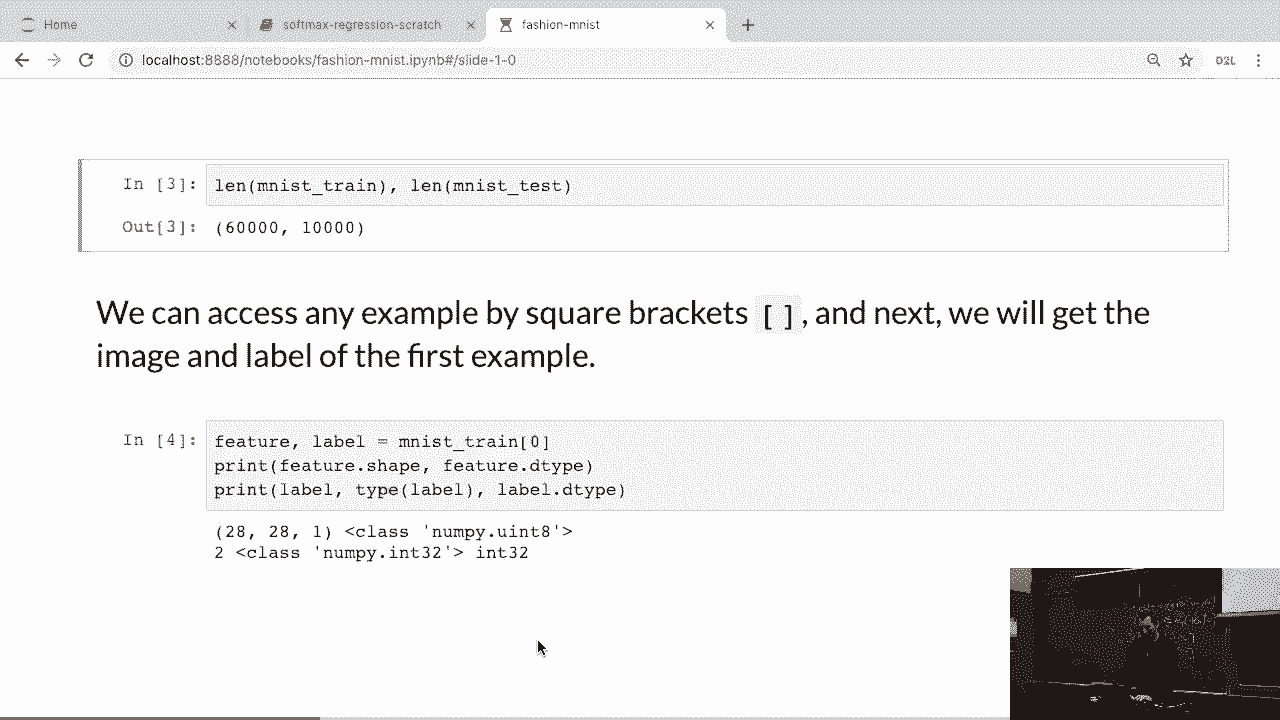 Home
softmax-regression-scratch
fashion-mnist
localhost:8888/notebooks/fashion-mnist.ipynb#/slide-1-0
D2L
In [3]: len(mnist_train), len(mnist_test)
Out[3]: (60000, 10000)
We can access any example by square brackets [ ], and next, we will get the
image and label of the first example.
In [4]: feature, label = mnist_train[0]
print(feature.shape, feature.dtype)
print(label, type(label), label.dtype)
(28, 28, 1) <class 'numpy.uint8'>
2 <class 'numpy.int32'> int32